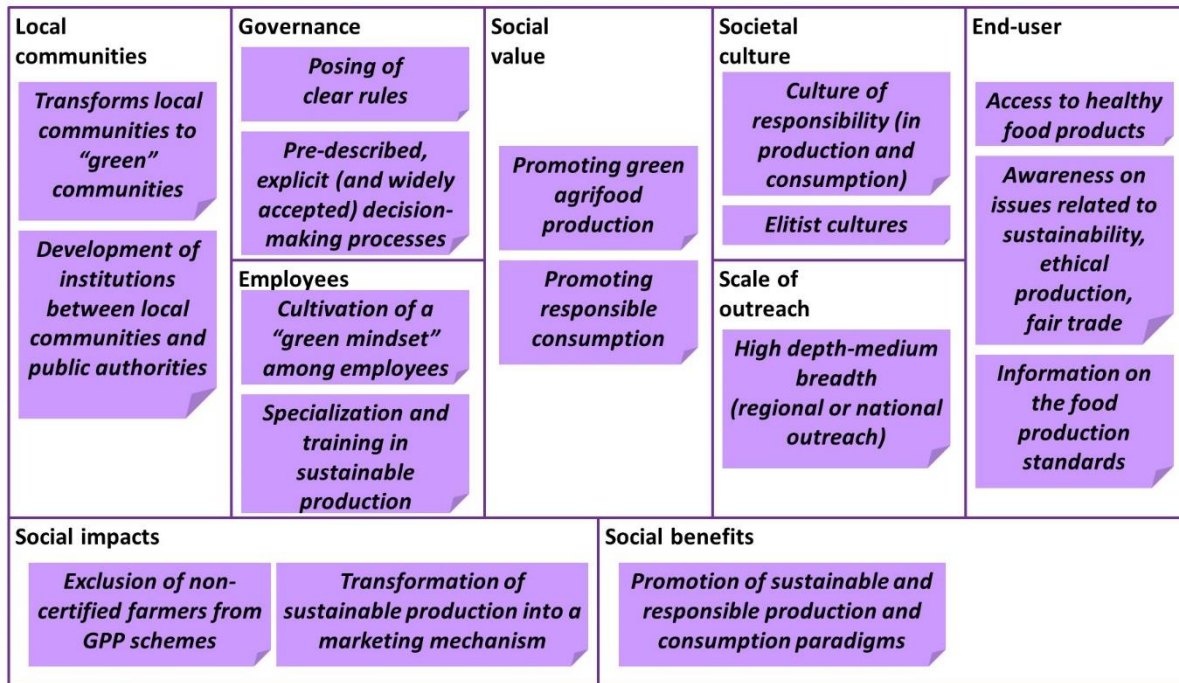 Local
communities
Transforms local
communities to
“green”
communities
Development of
institutions
between local
communities and
public authorities
Governance
Posing of
clear rules
Pre-described,
explicit (and widely
accepted) decision-
making processes
Employees
Cultivation of a
“green mindset”
among employees
Specialization and
training in
sustainable
production
Social
value
Promoting green
agrifood
production
Promoting
responsible
consumption
Societal
culture
Culture of
responsibility (in
production and
consumption)
Elitist cultures
Scale of
outreach
High depth-medium
breadth
(regional or national
outreach)
End-user
Access to healthy
food products
Awareness on
issues related to
sustainability,
ethical
production,
fair trade
Information on
the food
production
standards
Social impacts
Exclusion of non-
certified farmers from
GPP schemes
Transformation of
sustainable production into a
marketing mechanism
Social benefits
Promotion of sustainable and
responsible production and
consumption paradigms